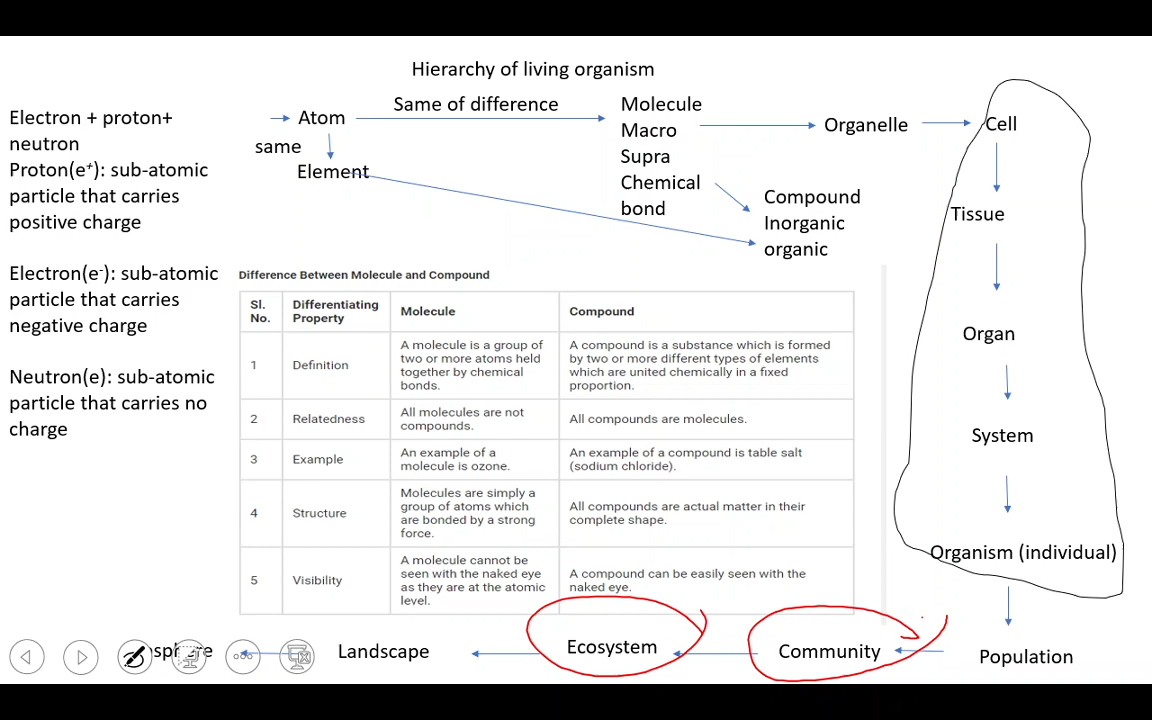 Hierarchy of living organism
Electron + proton+
neutron
Proton(e⁺): sub-atomic
particle that carries
positive charge
Electron(e⁻): sub-atomic
particle that carries
negative charge
Neutron(e): sub-atomic
particle that carries no
charge
Atom
same
Element
Same of difference
Molecule
Macro
Supra
Chemical
bond
Compound
Inorganic
organic
Organelle
Cell
Tissue
Organ
System
Organism (individual)
Population
Community
Ecosystem
Landscape
Difference Between Molecule and Compound
Sl.
No.
Differentiating
Property
Molecule
Compound
1
Definition
A molecule is a group of
two or more atoms held
together by chemical
bonds.
A compound is a substance which is formed
by two or more different types of elements
which are united chemically in a fixed
proportion.
2
Relatedness
All molecules are not
compounds.
All compounds are molecules.
3
Example
An example of a
molecule is ozone.
An example of a compound is table salt
(sodium chloride).
4
Structure
Molecules are simply a
group of atoms which
are bonded by a strong
force.
All compounds are actual matter in their
complete shape.
5
Visibility
A molecule cannot be
seen with the naked eye
as they are at the atomic
level.
A compound can be easily seen with the
naked eye.